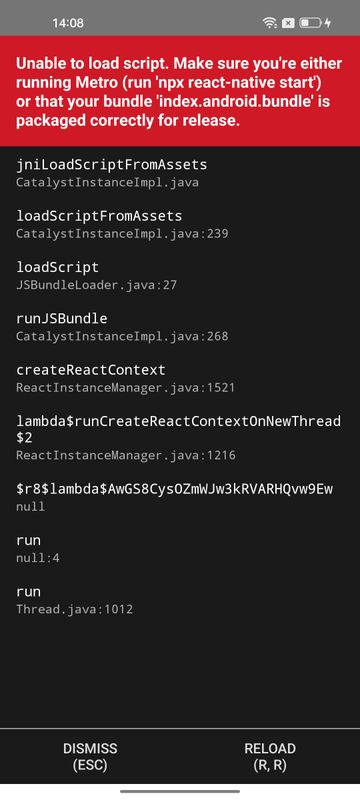 14:08
Unable to load script. Make sure you're either
running Metro (run 'npx react-native start')
or that your bundle 'index.android.bundle' is
packaged correctly for release.
jniLoadScriptFromAssets
CatalystInstanceImpl.java
loadScriptFromAssets
CatalystInstanceImpl.java:239
loadScript
JSBundleLoader.java:27
runJSBundle
CatalystInstanceImpl.java:268
createReactContext
ReactInstanceManager.java:1521
lambda$runCreateReactContextOnNewThread
$2
ReactInstanceManager.java:1216
$r8$lambda$AwGS8CysOZmWJw3kRVARHQvw9Ew
null
run
null:4
run
Thread.java:1012
DISMISS
(ESC)
RELOAD
(R, R)